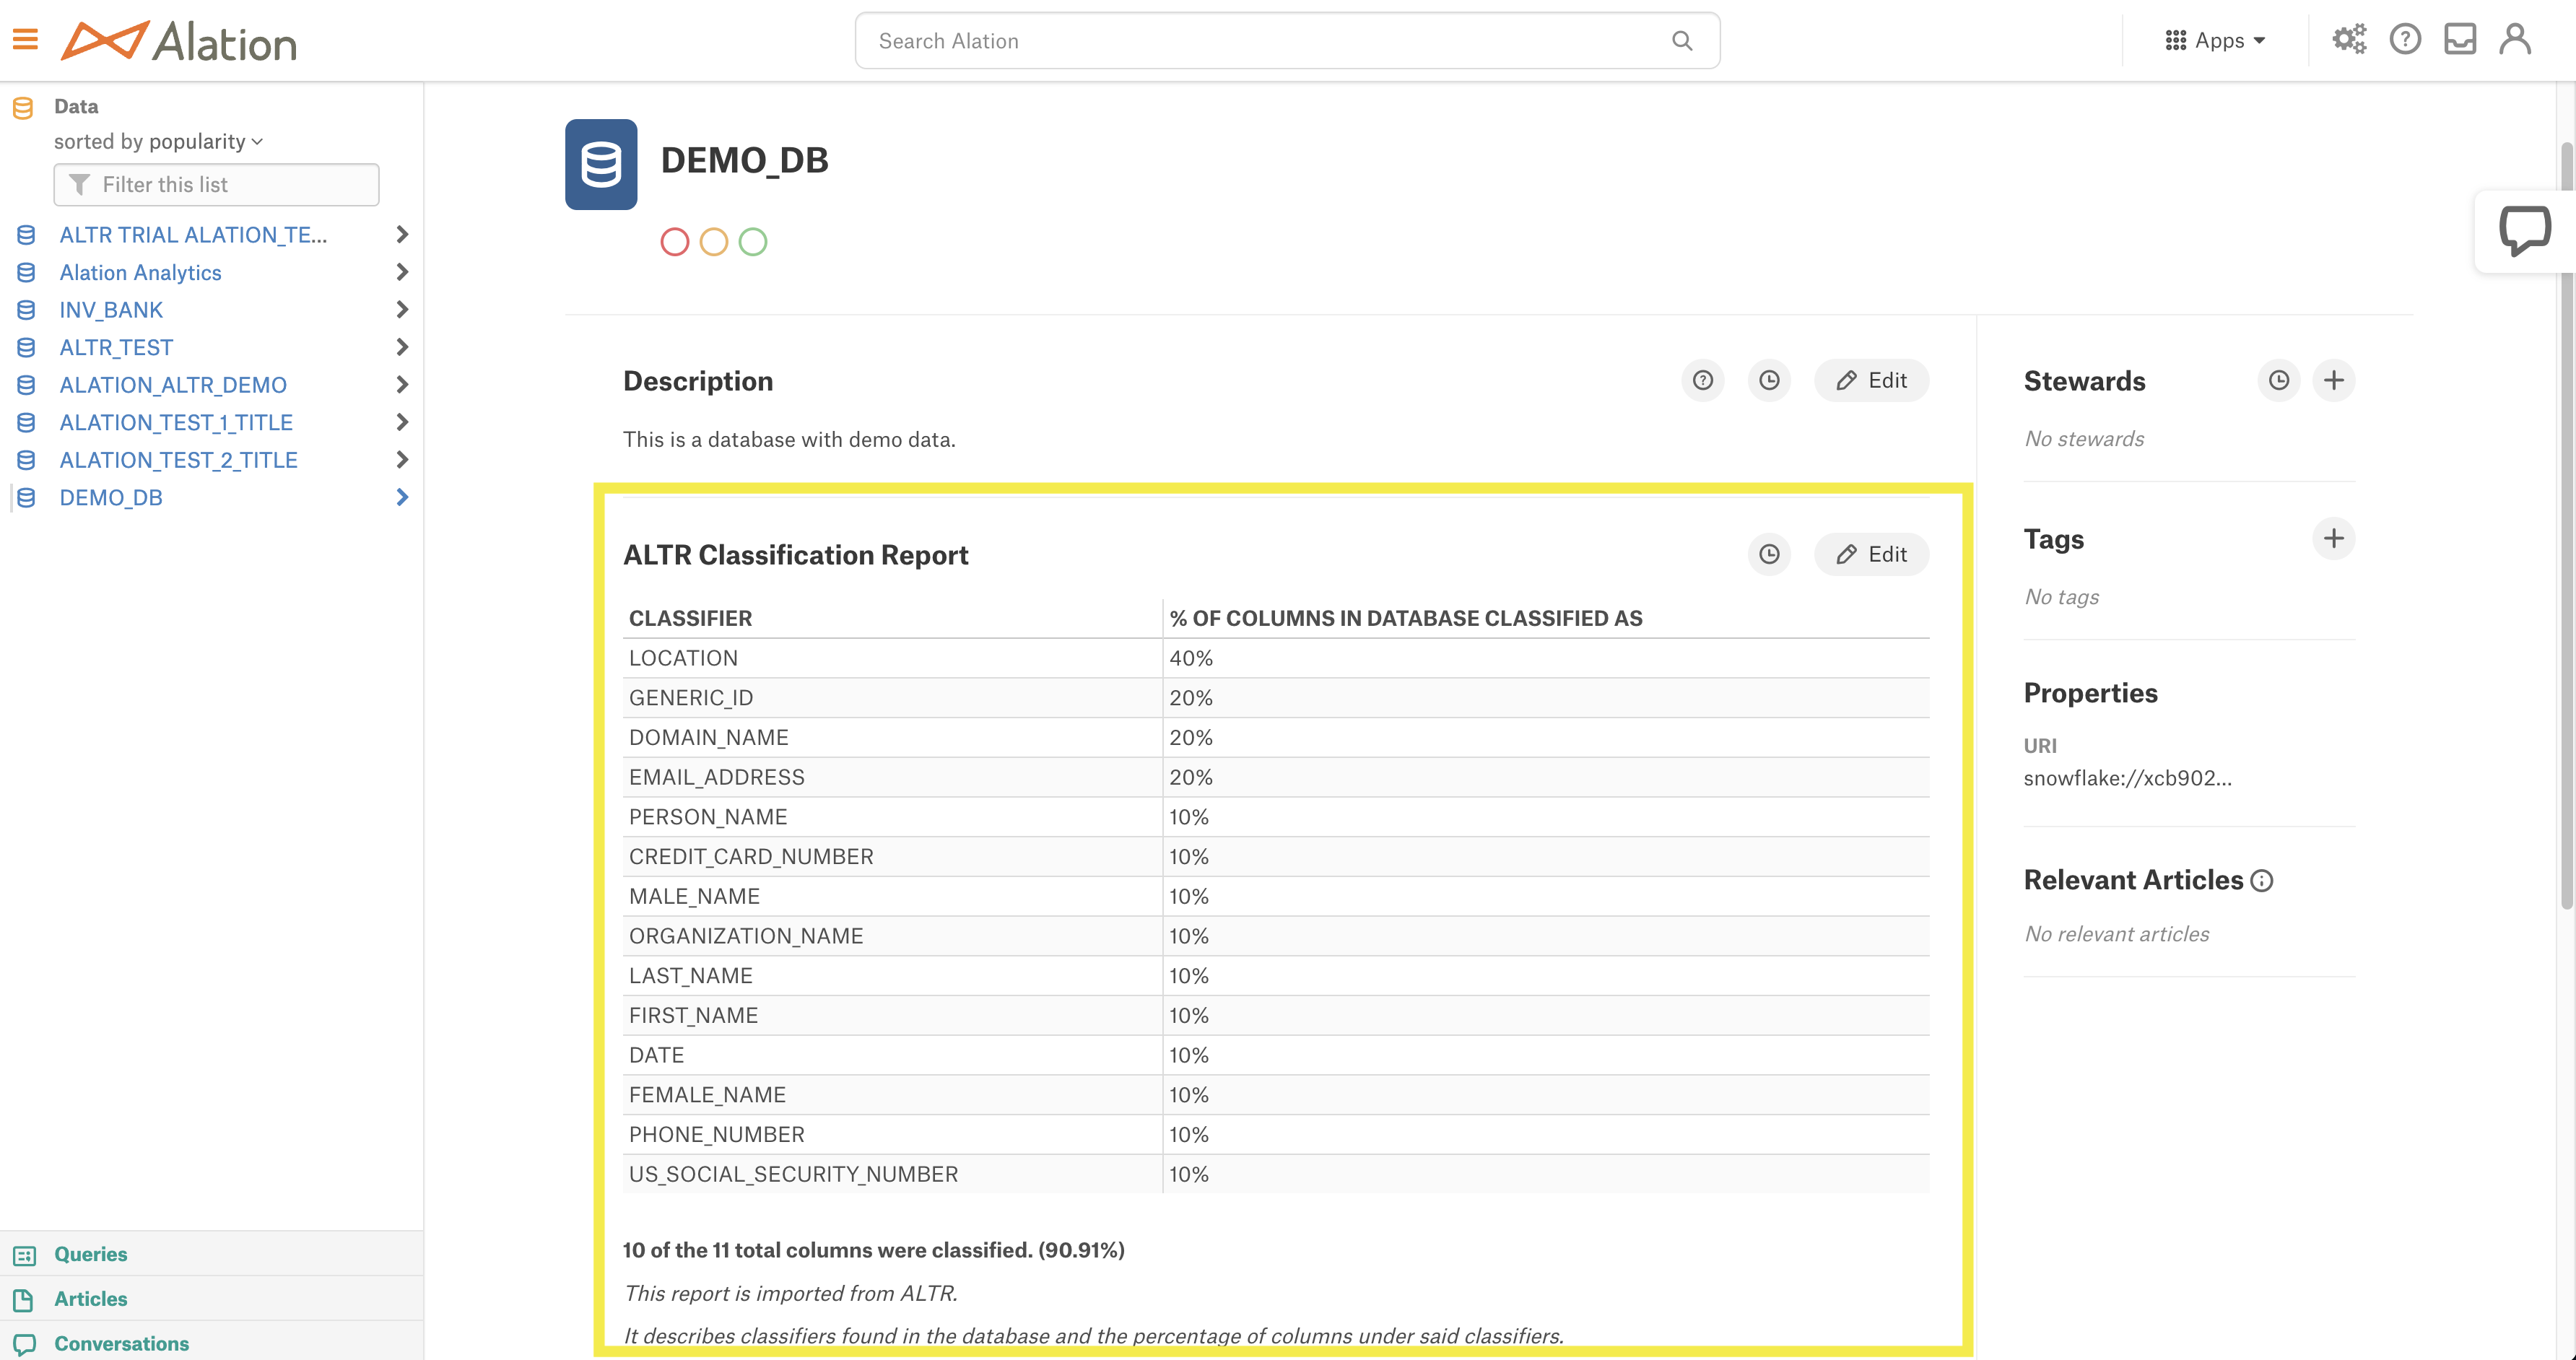 Alation
Search Alation
Apps
Data
sorted by popularity
Filter this list
ALTR TRIAL ALATION_TE...
Alation Analytics
INV_BANK
ALTR_TEST
ALATION_ALTR_DEMO
ALATION_TEST_1_TITLE
ALATION_TEST_2_TITLE
DEMO_DB
Queries
Articles
Conversations
DEMO_DB
Description
Edit
This is a database with demo data.
ALTR Classification Report
Edit
CLASSIFIER % OF COLUMNS IN DATABASE CLASSIFIED AS
LOCATION 40%
GENERIC_ID 20%
DOMAIN_NAME 20%
EMAIL_ADDRESS 20%
PERSON_NAME 10%
CREDIT_CARD_NUMBER 10%
MALE_NAME 10%
ORGANIZATION_NAME 10%
LAST_NAME 10%
FIRST_NAME 10%
DATE 10%
FEMALE_NAME 10%
PHONE_NUMBER 10%
US_SOCIAL_SECURITY_NUMBER 10%
10 of the 11 total columns were classified. (90.91%)
This report is imported from ALTR.
It describes classifiers found in the database and the percentage of columns under said classifiers.
Stewards
No stewards
Tags
No tags
Properties
URI
snowflake://xcb902...
Relevant Articles
No relevant articles